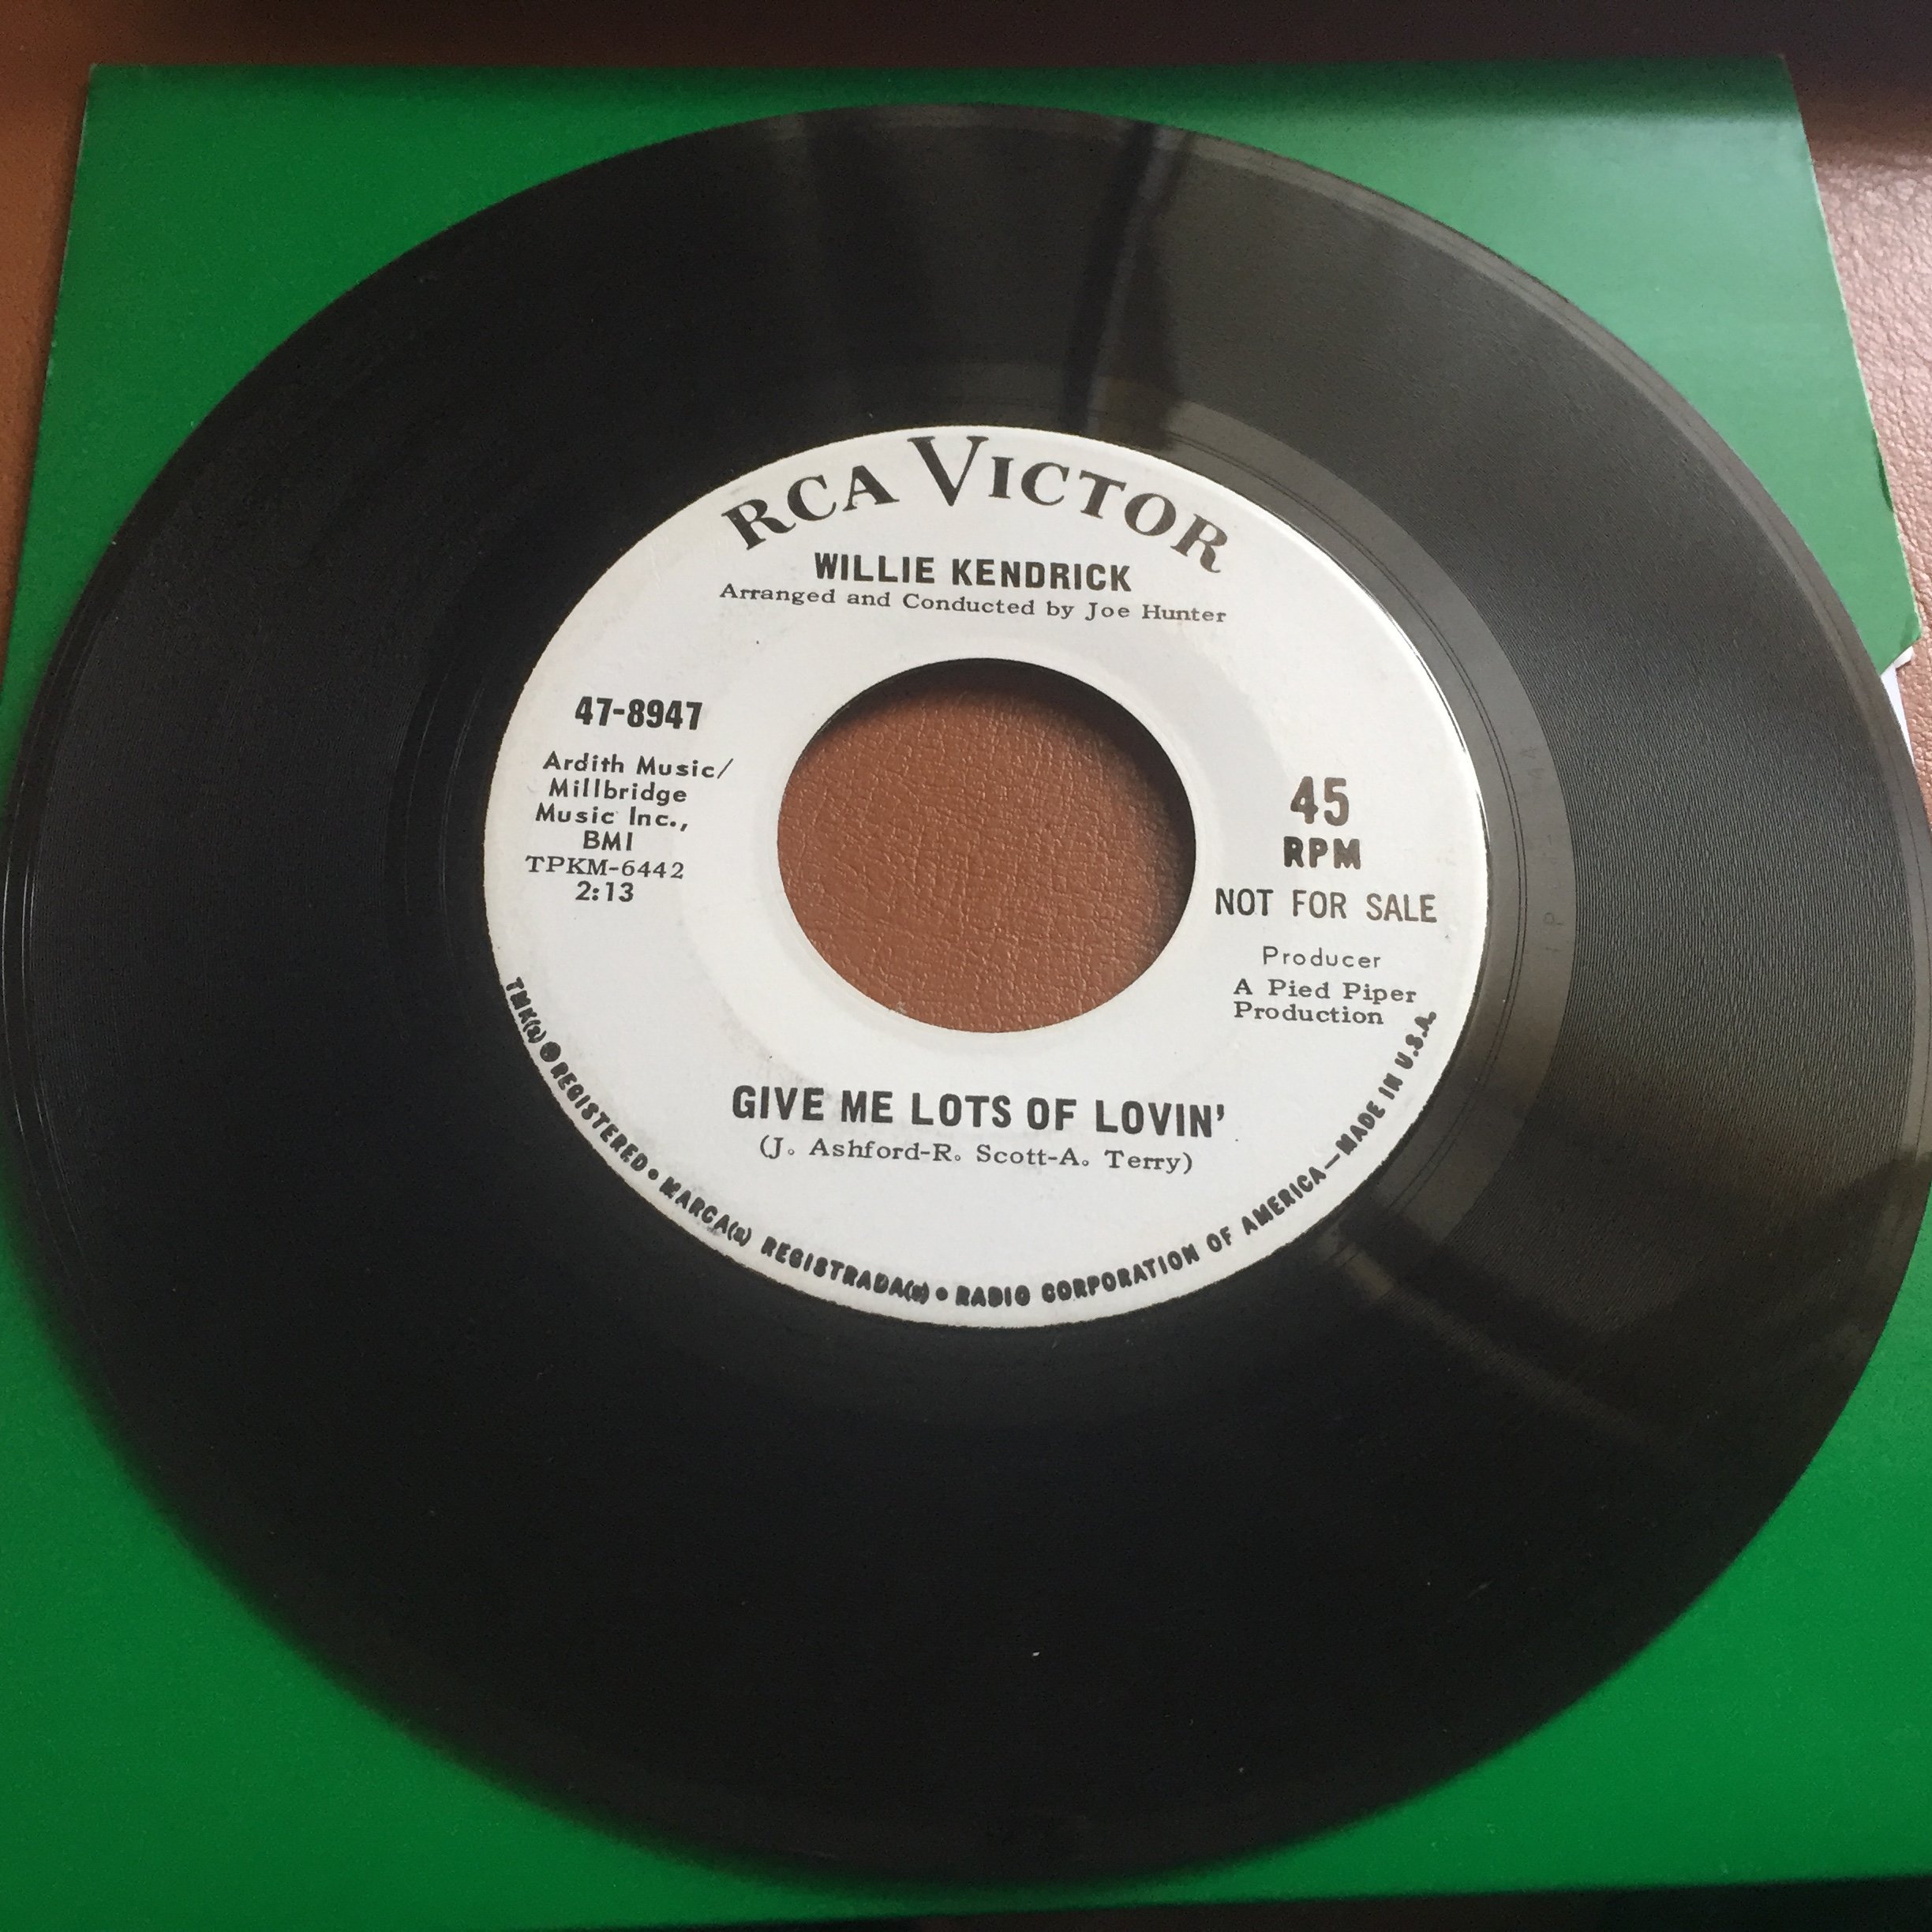 RCA VICTOR
WILLIE KENDRICK
Arranged and Conducted by Joe Hunter
47-8947
Ardith Music/
Millbridge
Music Inc.,
BMI
TPKM-6442
2:13
45
RPM
NOT FOR SALE
Producer
A Pied Piper
Production
GIVE ME LOTS OF LOVIN'
(J. Ashford-R. Scott-A. Terry)
TMK(s) ® REGISTERED • MARCA(s) REGISTRADA(s) • RADIO CORPORATION OF AMERICA—MADE IN U.S.A.